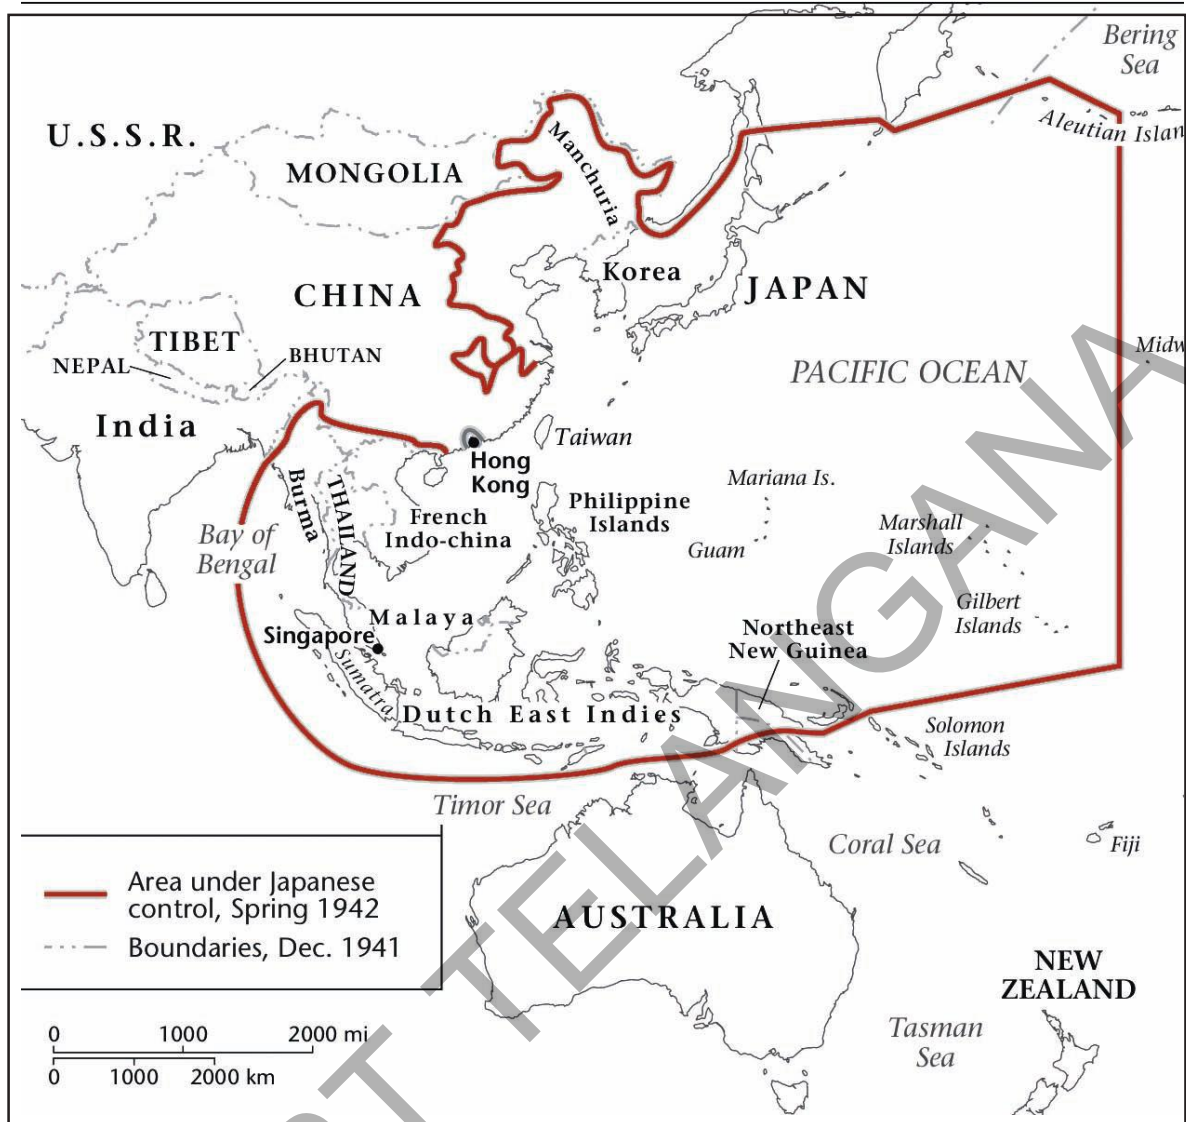 Bering
Sea
Aleutian Islan
U.S.S.R.
MONGOLIA
Manchuria
Korea
JAPAN
CHINA
TIBET
NEPAL
BHUTAN
Midw
PACIFIC OCEAN
India
Taiwan
Hong
Kong
Mariana Is.
Burma
THAILAND
French
Indo-china
Philippine
Islands
Marshall
Islands
Guam
Bay of
Bengal
Malaya
Gilbert
Islands
Singapore
Sumatra
Northeast
New Guinea
Dutch East Indies
Solomon
Islands
Timor Sea
Coral Sea
Fiji
AUSTRALIA
NEW
ZEALAND
Tasman
Sea
Area under Japanese
control, Spring 1942
Boundaries, Dec. 1941
0 1000 2000 mi
0 1000 2000 km
RT TELANGANA